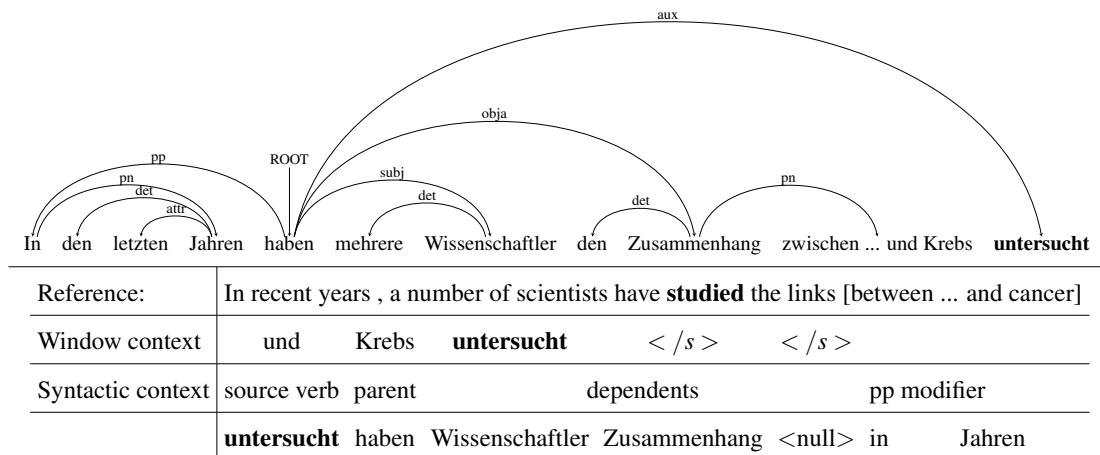 aux
obja
pp ROOT
pn subj pn
det det det
attr
In den letzten Jahren haben mehrere Wissenschaftler den Zusammenhang zwischen ... und Krebs untersucht
Reference: In recent years , a number of scientists have studied the links [between ... and cancer]
Window context und Krebs untersucht < /s > < /s >
Syntactic context source verb parent dependents pp modifier
untersucht haben Wissenschaftler Zusammenhang <null> in Jahren